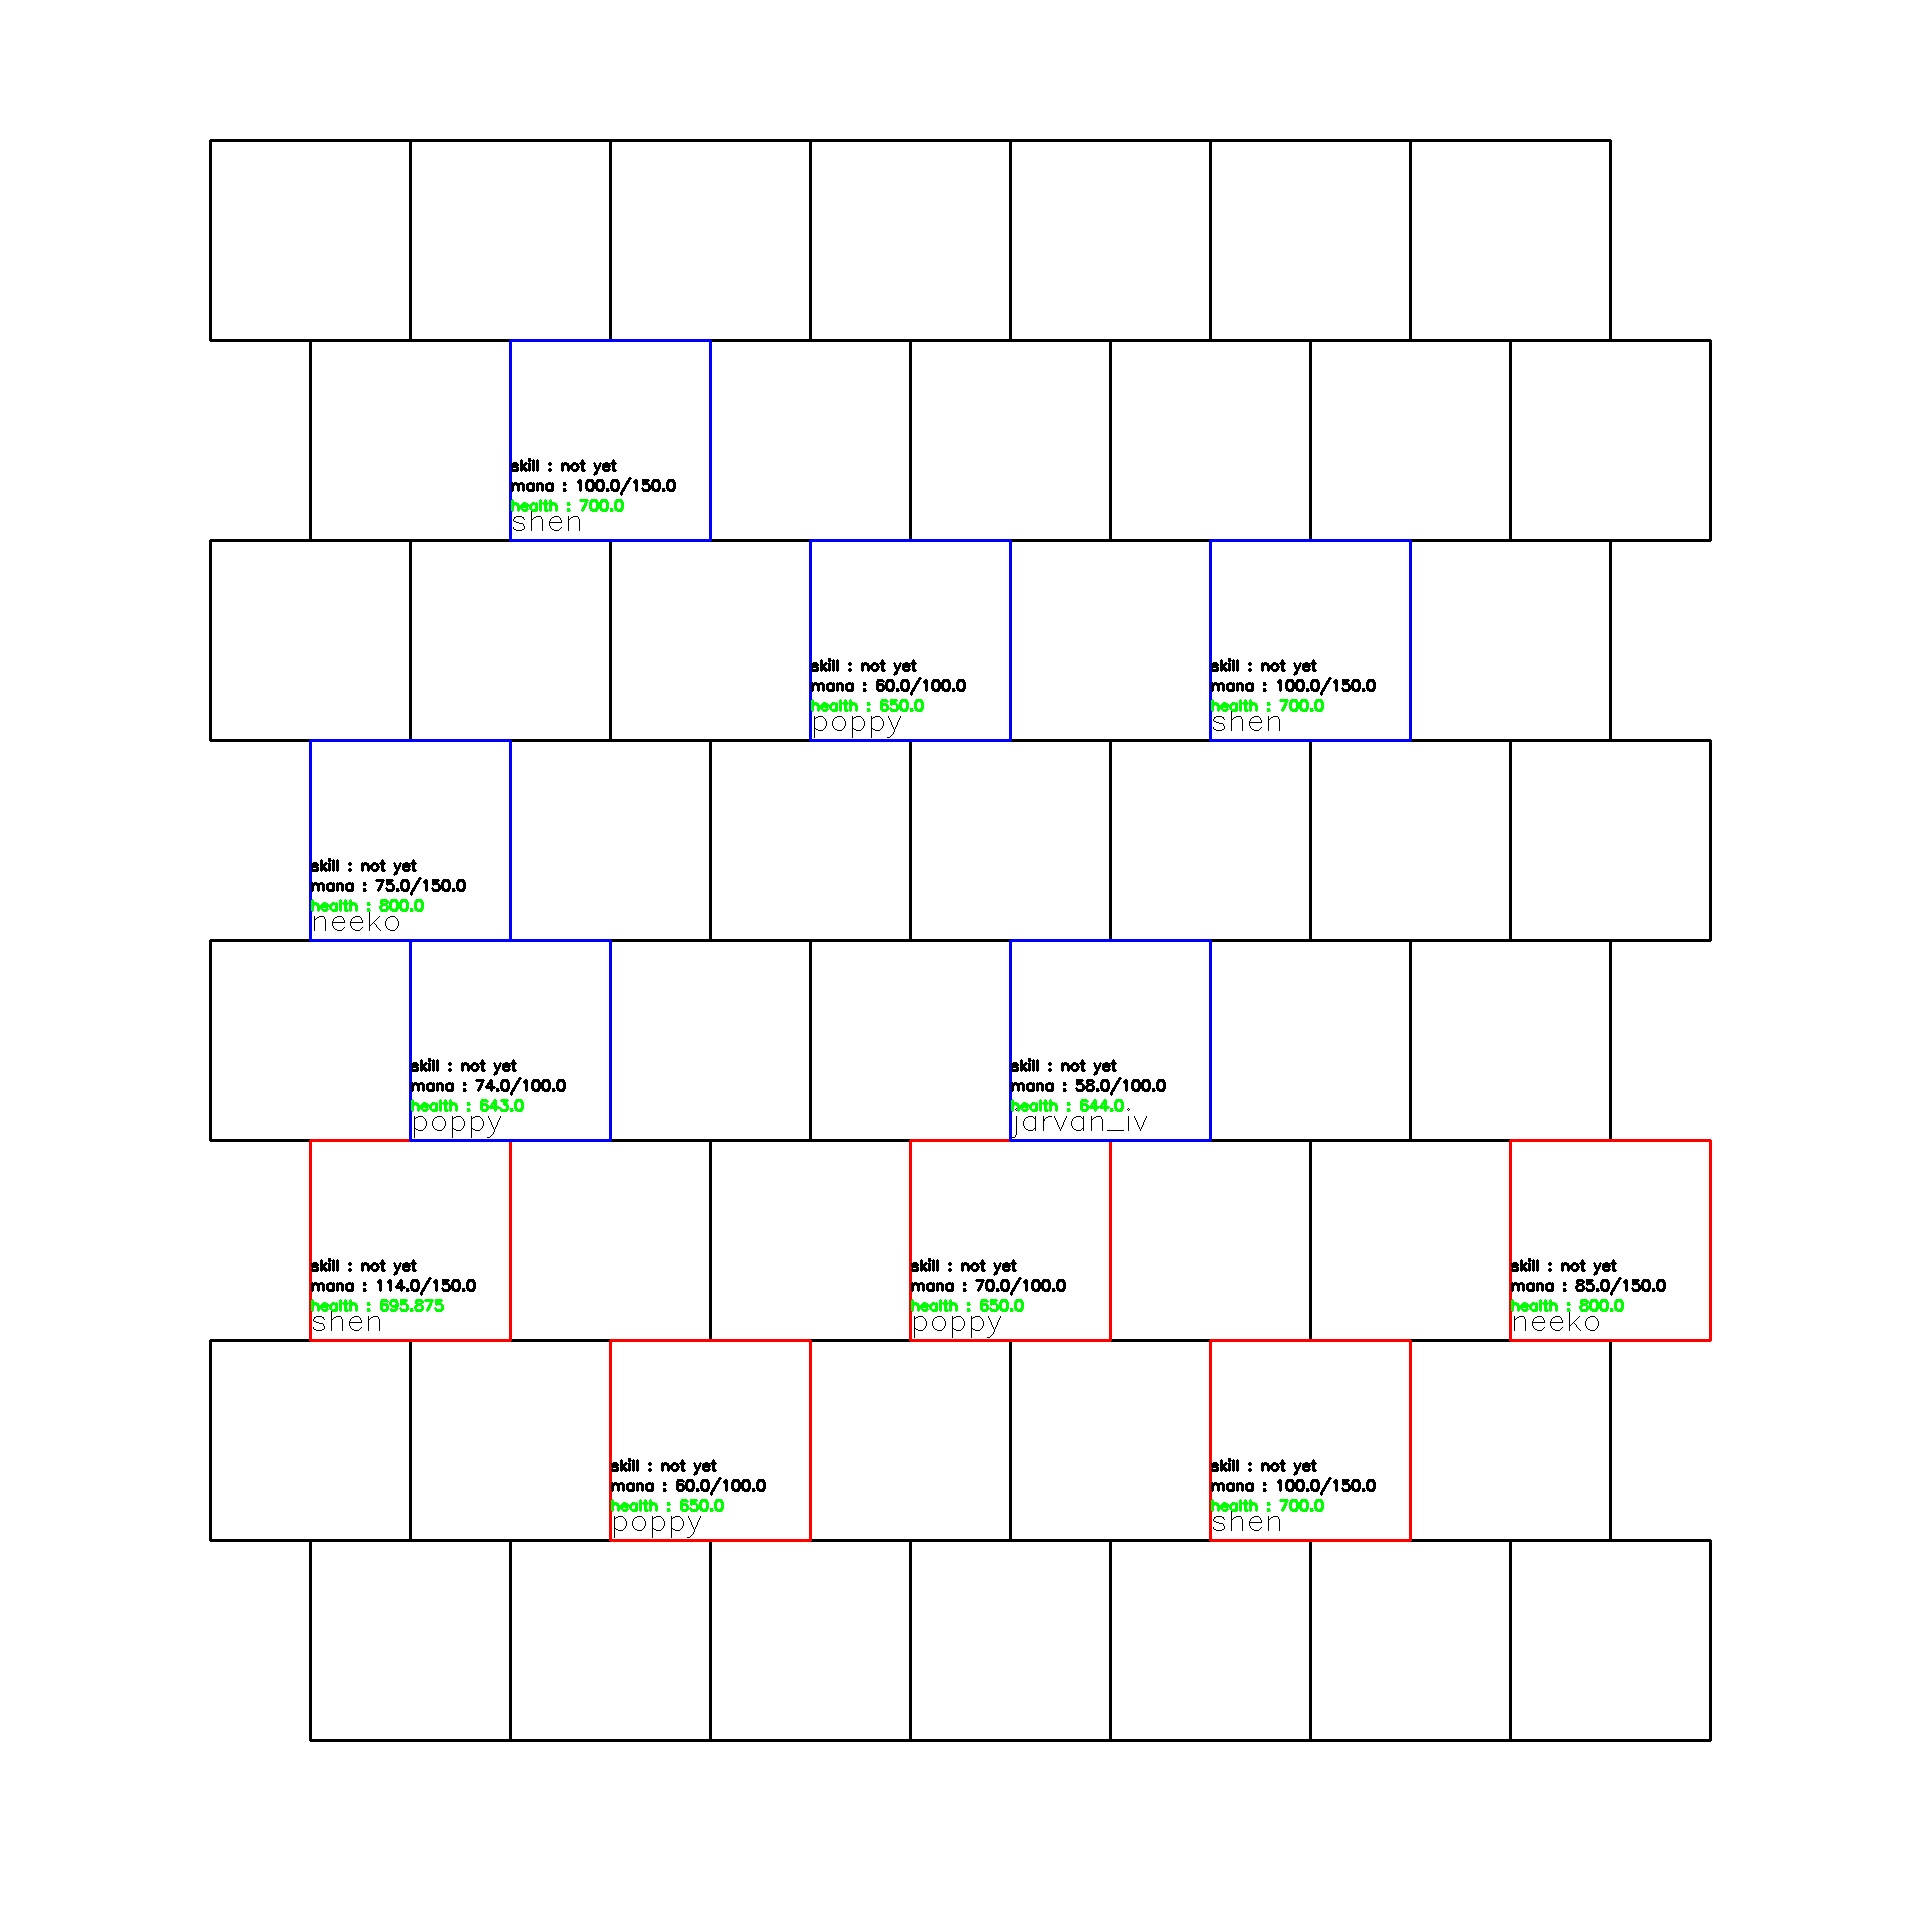 skill : not yet
mana : 100.0/150.0
health : 700.0
shen
skill : not yet
mana : 60.0/100.0
health : 650.0
poppy
skill : not yet
mana : 100.0/150.0
health : 700.0
shen
skill : not yet
mana : 75.0/150.0
health : 800.0
neeko
skill : not yet
mana : 74.0/100.0
health : 643.0
poppy
skill : not yet
mana : 58.0/100.0
health : 644.0
jarvan_iv
skill : not yet
mana : 114.0/150.0
health : 695.875
shen
skill : not yet
mana : 70.0/100.0
health : 650.0
poppy
skill : not yet
mana : 85.0/150.0
health : 800.0
neeko
skill : not yet
mana : 60.0/100.0
health : 650.0
poppy
skill : not yet
mana : 100.0/150.0
health : 700.0
shen